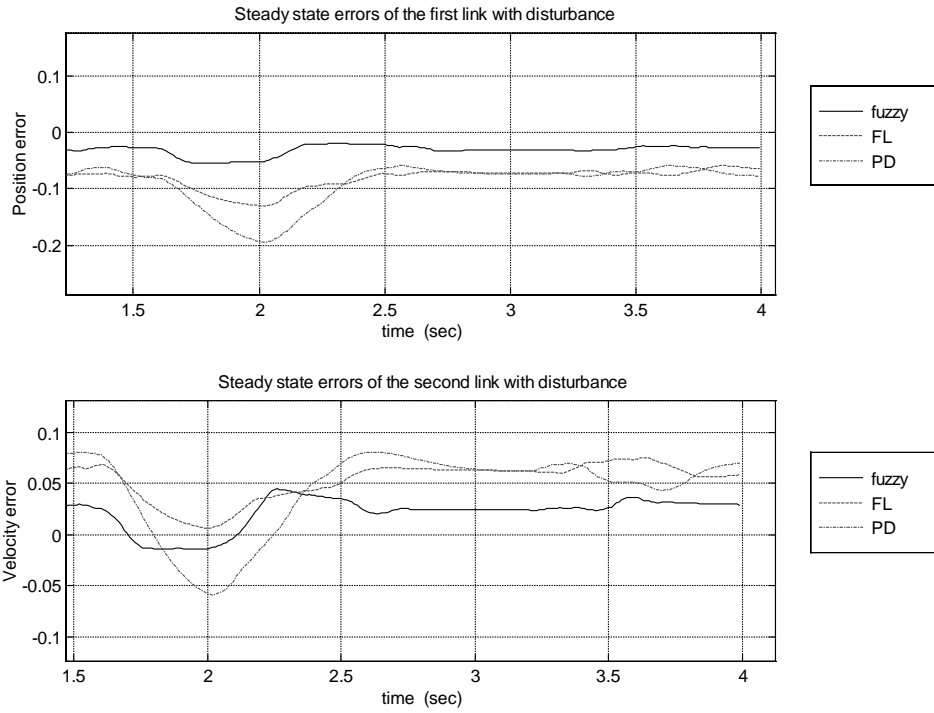 Steady state errors of the first link with disturbance
0.1
0
-0.1
-0.2
Position error
1.5
2
2.5
3
3.5
4
time (sec)
fuzzy
FL
PD
Steady state errors of the second link with disturbance
0.1
0.05
0
-0.05
-0.1
Velocity error
1.5
2
2.5
3
3.5
4
time (sec)
fuzzy
FL
PD